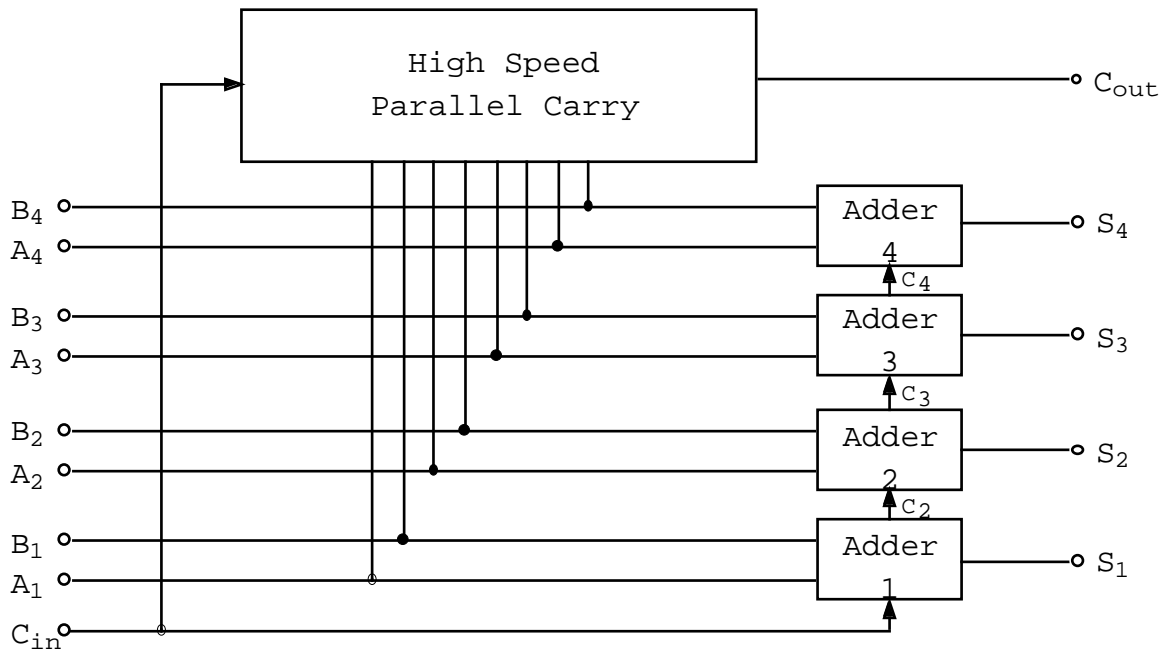 High Speed
Parallel Carry
C_out
B_4
A_4
Adder
4
S_4
c_4
B_3
A_3
Adder
3
S_3
c_3
B_2
A_2
Adder
2
S_2
c_2
B_1
A_1
Adder
1
S_1
C_in